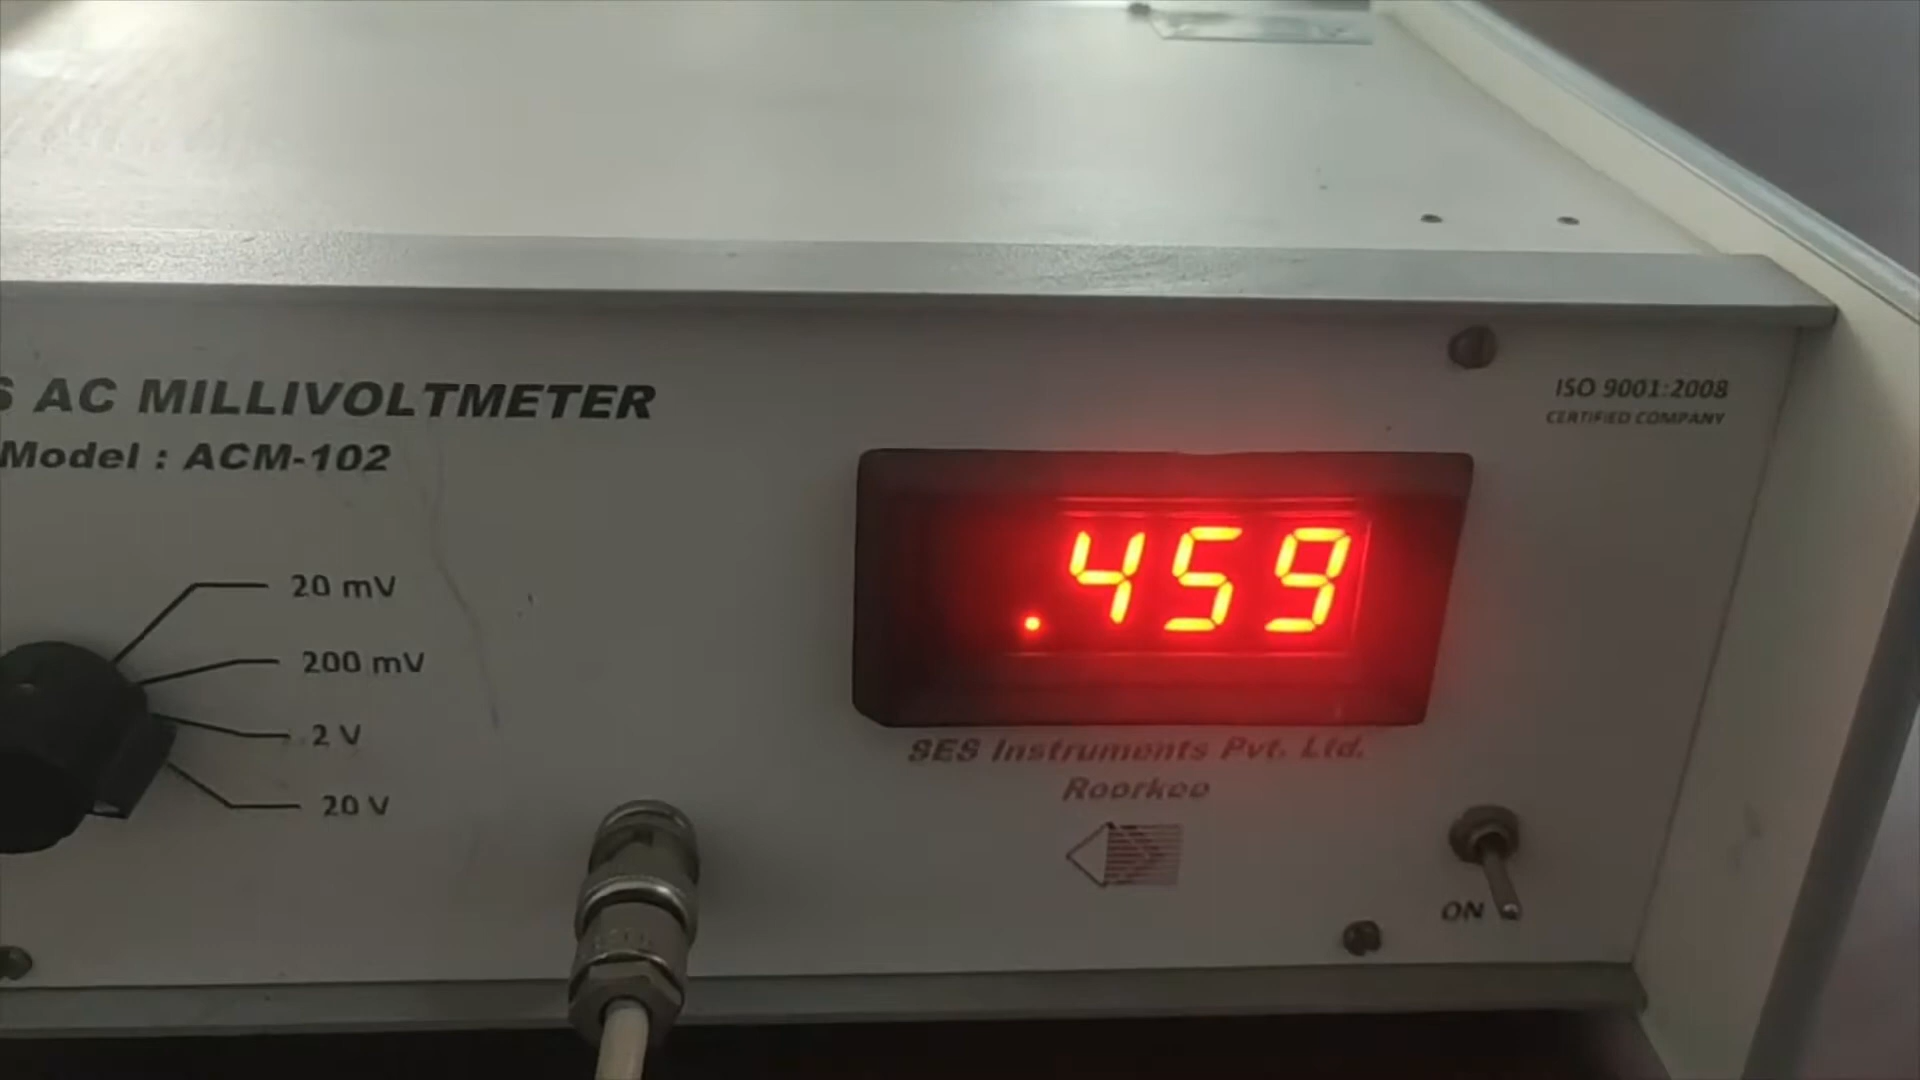 AC MILLIVOLTMETER
Model : ACM-102
ISO 9001:2008
CERTIFIED COMPANY
.459
20 mV
200 mV
2 V
20 V
SES Instruments Pvt. Ltd.
Roorkee
ON